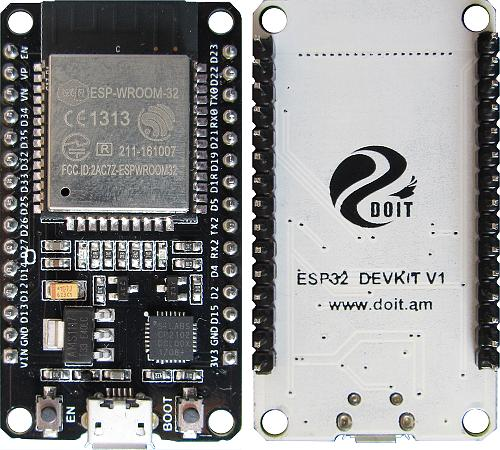 ESP-WROOM-32
CE1313
R 211-161007
FCC ID:2AC7Z-ESPWROOM32
EN
VP
VN
D34
D35
D32
D33
D25
D26
D27
D14
D12
D13
GND
VIN
D23
D22
TX0
RX0
D21
D19
D18
D5
TX2
RX2
D4
D2
D15
GND
3V3
EN
BOOT
DOIT
ESP32 DEVKIT V1
www.doit.am